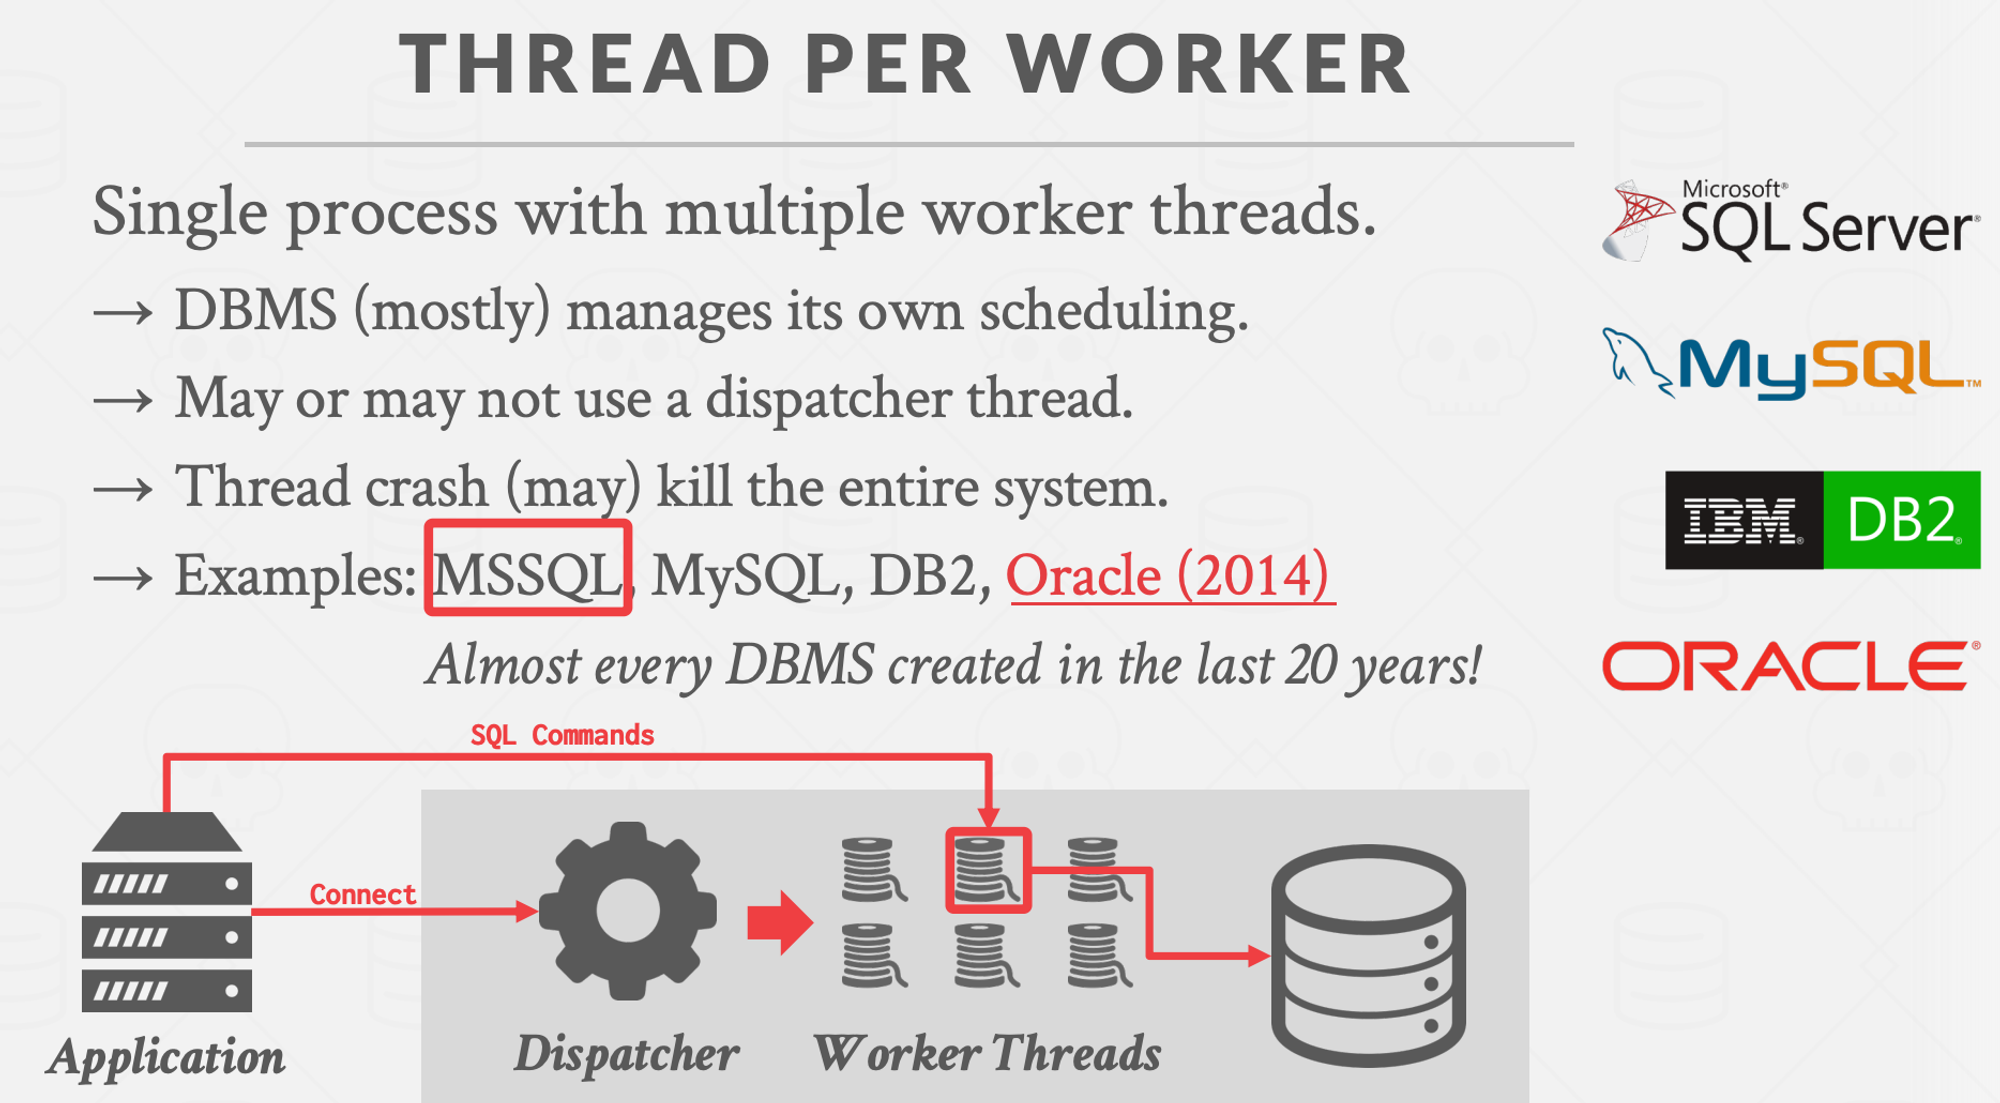 THREAD PER WORKER
Single process with multiple worker threads.
→ DBMS (mostly) manages its own scheduling.
→ May or may not use a dispatcher thread.
→ Thread crash (may) kill the entire system.
→ Examples: MSSQL, MySQL, DB2, Oracle (2014)
Almost every DBMS created in the last 20 years!
Microsoft®
SQL Server®
MySQL™
IBM® DB2®
ORACLE®
SQL Commands
Connect
Application
Dispatcher
Worker Threads